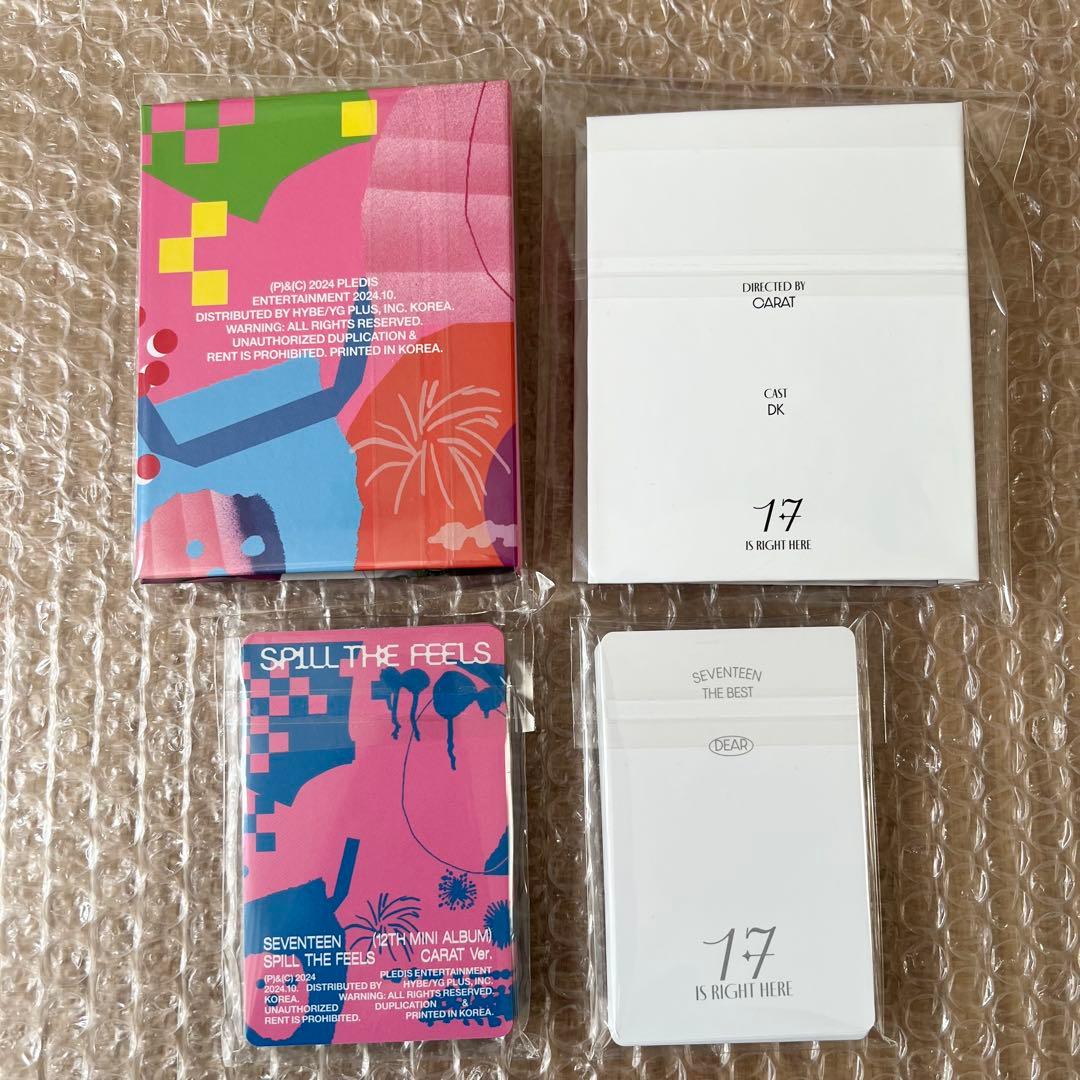 (P)&(C) 2024 PLEDIS
ENTERTAINMENT 2024.10.
DISTRIBUTED BY HYBE/YG PLUS, INC. KOREA.
WARNING: ALL RIGHTS RESERVED.
UNAUTHORIZED DUPLICATION &
RENT IS PROHIBITED. PRINTED IN KOREA.
DIRECTED BY
CARAT
CAST
DK
17
IS RIGHT HERE
SPILL THE FEELS
SEVENTEEN (12TH MINI ALBUM)
SPILL THE FEELS CARAT Ver.
(P)&(C) 2024 PLEDIS ENTERTAINMENT
2024.10. DISTRIBUTED BY HYBE/YG PLUS, INC.
KOREA. WARNING: ALL RIGHTS RESERVED.
UNAUTHORIZED DUPLICATION &
RENT IS PROHIBITED. PRINTED IN KOREA.
SEVENTEEN
THE BEST
DEAR
17
IS RIGHT HERE